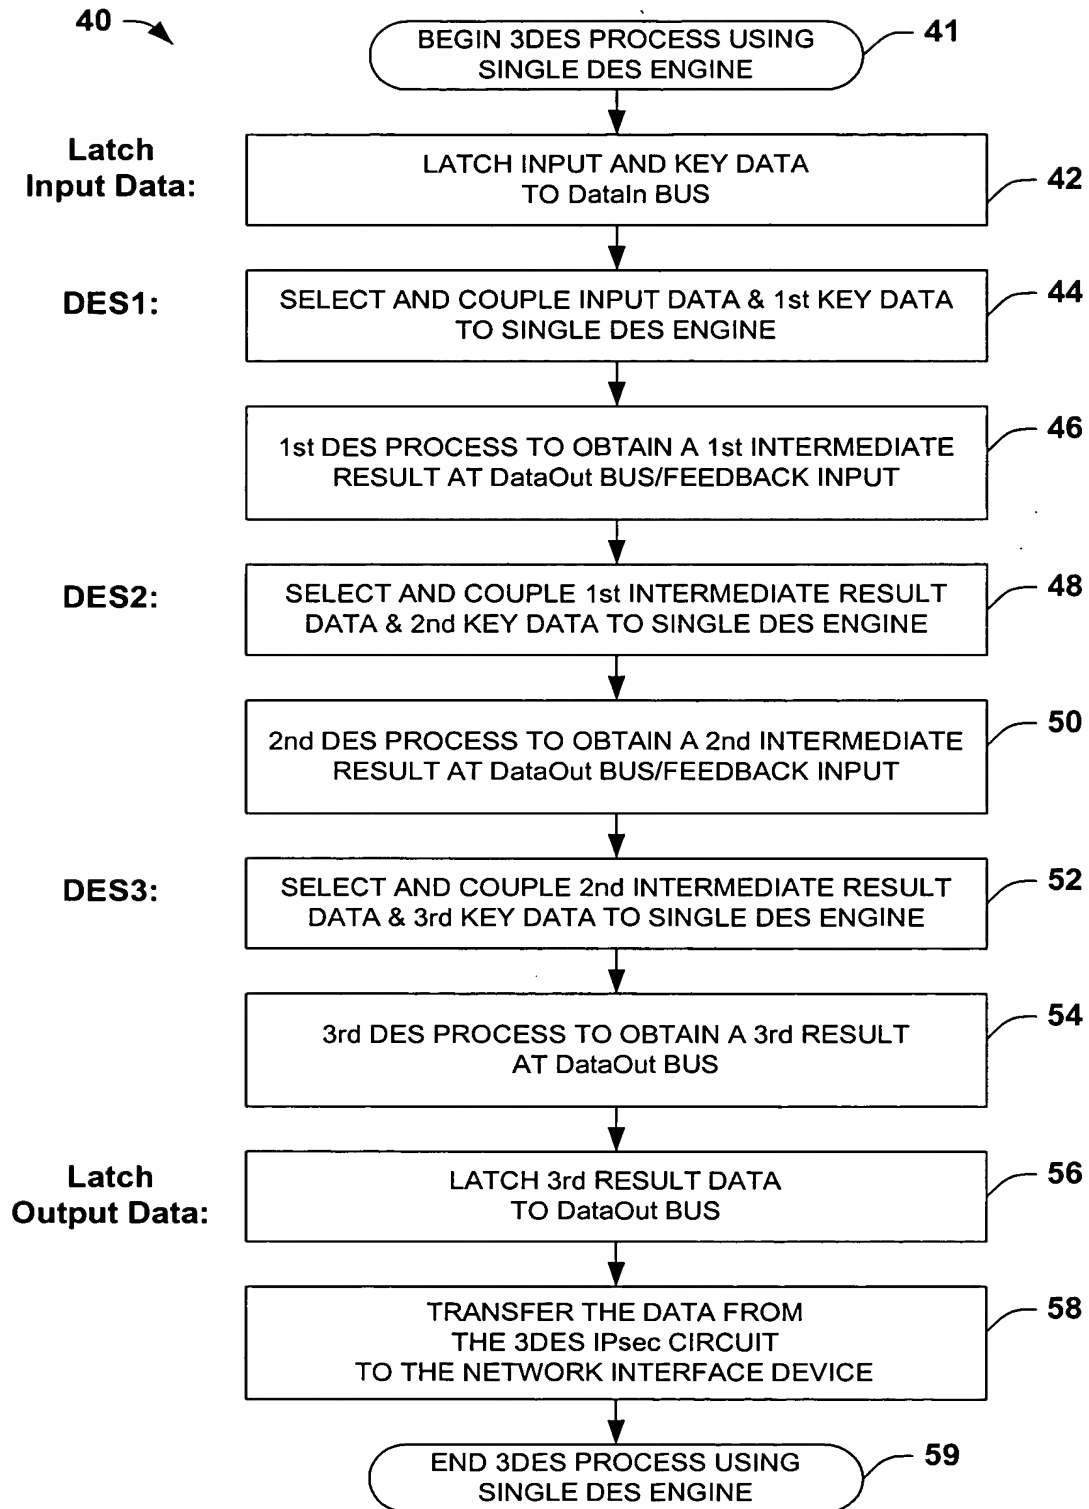 40
BEGIN 3DES PROCESS USING
SINGLE DES ENGINE
41
Latch
Input Data:
LATCH INPUT AND KEY DATA
TO DataIn BUS
42
DES1:
SELECT AND COUPLE INPUT DATA & 1st KEY DATA
TO SINGLE DES ENGINE
44
1st DES PROCESS TO OBTAIN A 1st INTERMEDIATE
RESULT AT DataOut BUS/FEEDBACK INPUT
46
DES2:
SELECT AND COUPLE 1st INTERMEDIATE RESULT
DATA & 2nd KEY DATA TO SINGLE DES ENGINE
48
2nd DES PROCESS TO OBTAIN A 2nd INTERMEDIATE
RESULT AT DataOut BUS/FEEDBACK INPUT
50
DES3:
SELECT AND COUPLE 2nd INTERMEDIATE RESULT
DATA & 3rd KEY DATA TO SINGLE DES ENGINE
52
3rd DES PROCESS TO OBTAIN A 3rd RESULT
AT DataOut BUS
54
Latch
Output Data:
LATCH 3rd RESULT DATA
TO DataOut BUS
56
TRANSFER THE DATA FROM
THE 3DES IPsec CIRCUIT
TO THE NETWORK INTERFACE DEVICE
58
END 3DES PROCESS USING
SINGLE DES ENGINE
59